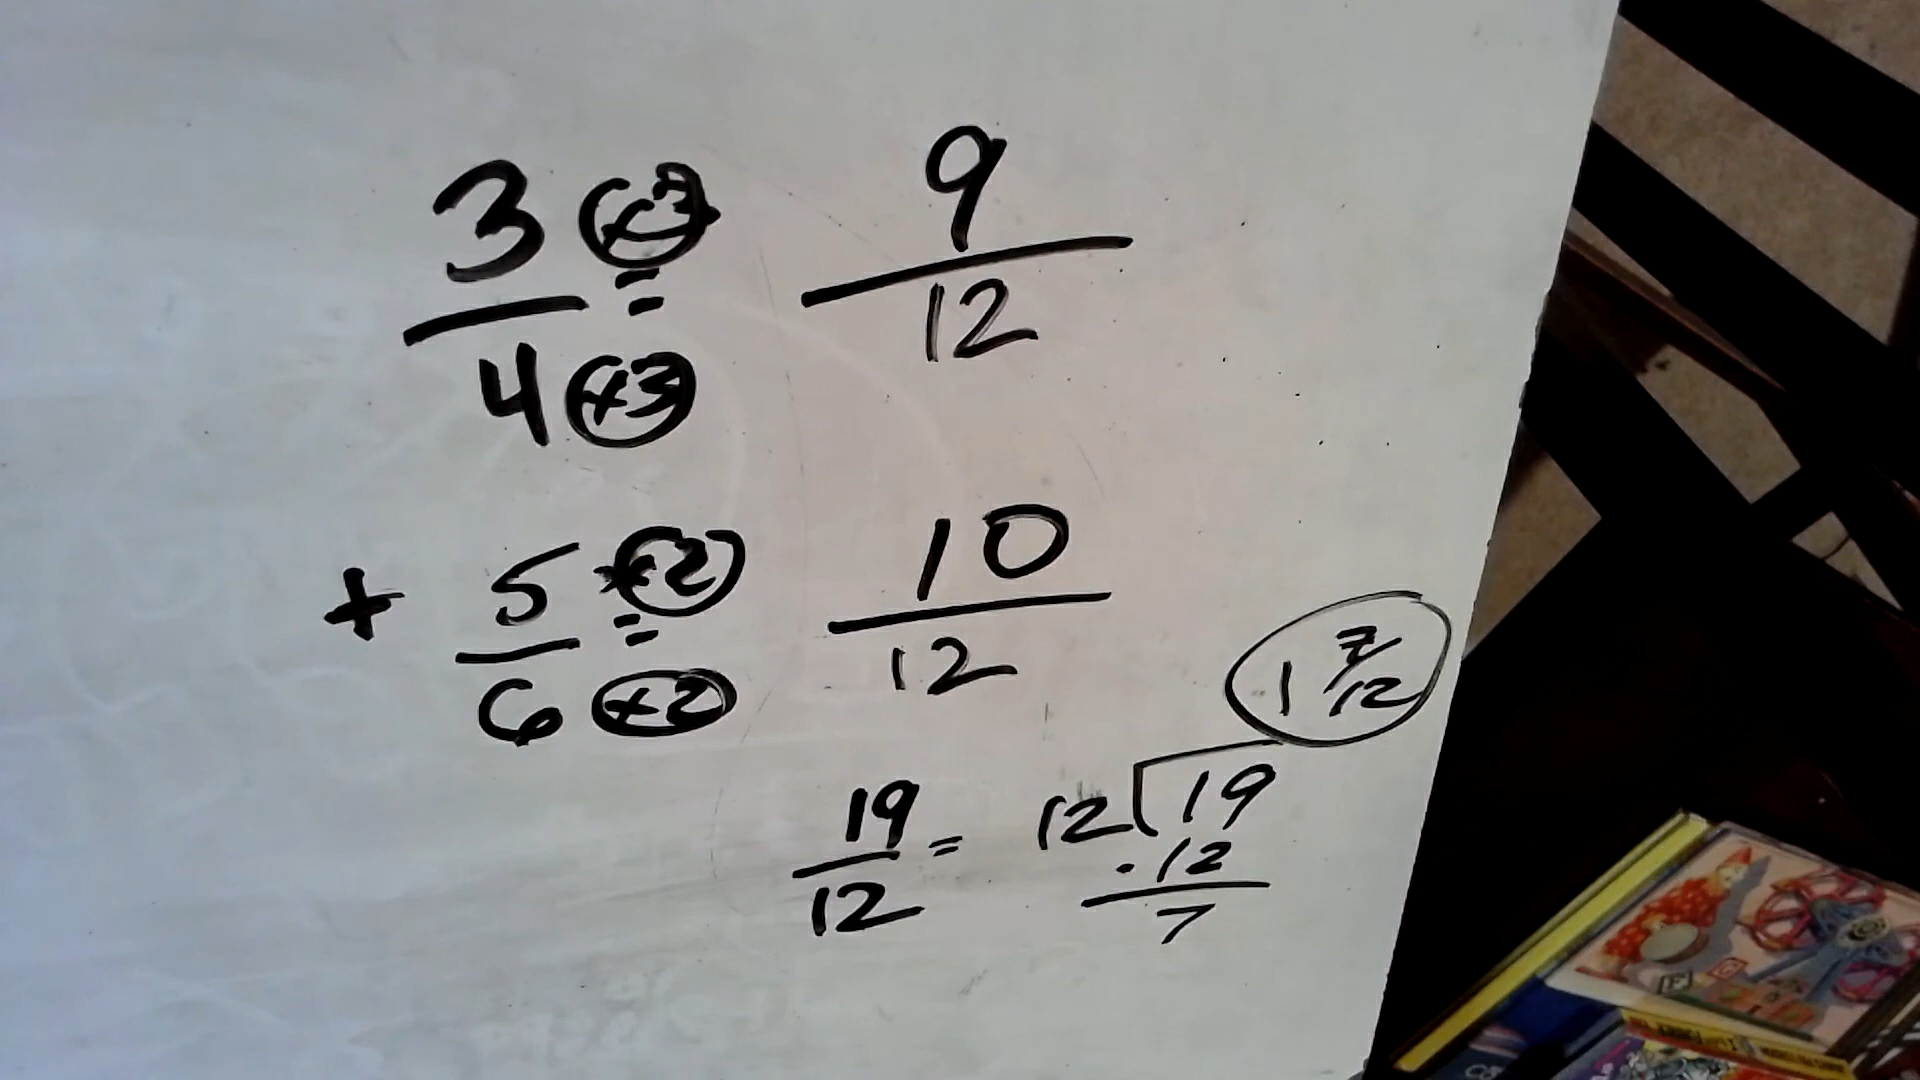 3 ×3 = 9
4 ×3 12
+ 5 ×2 = 10
6 ×2 12
1 7/12
19/12 = 12 19
- 12
7